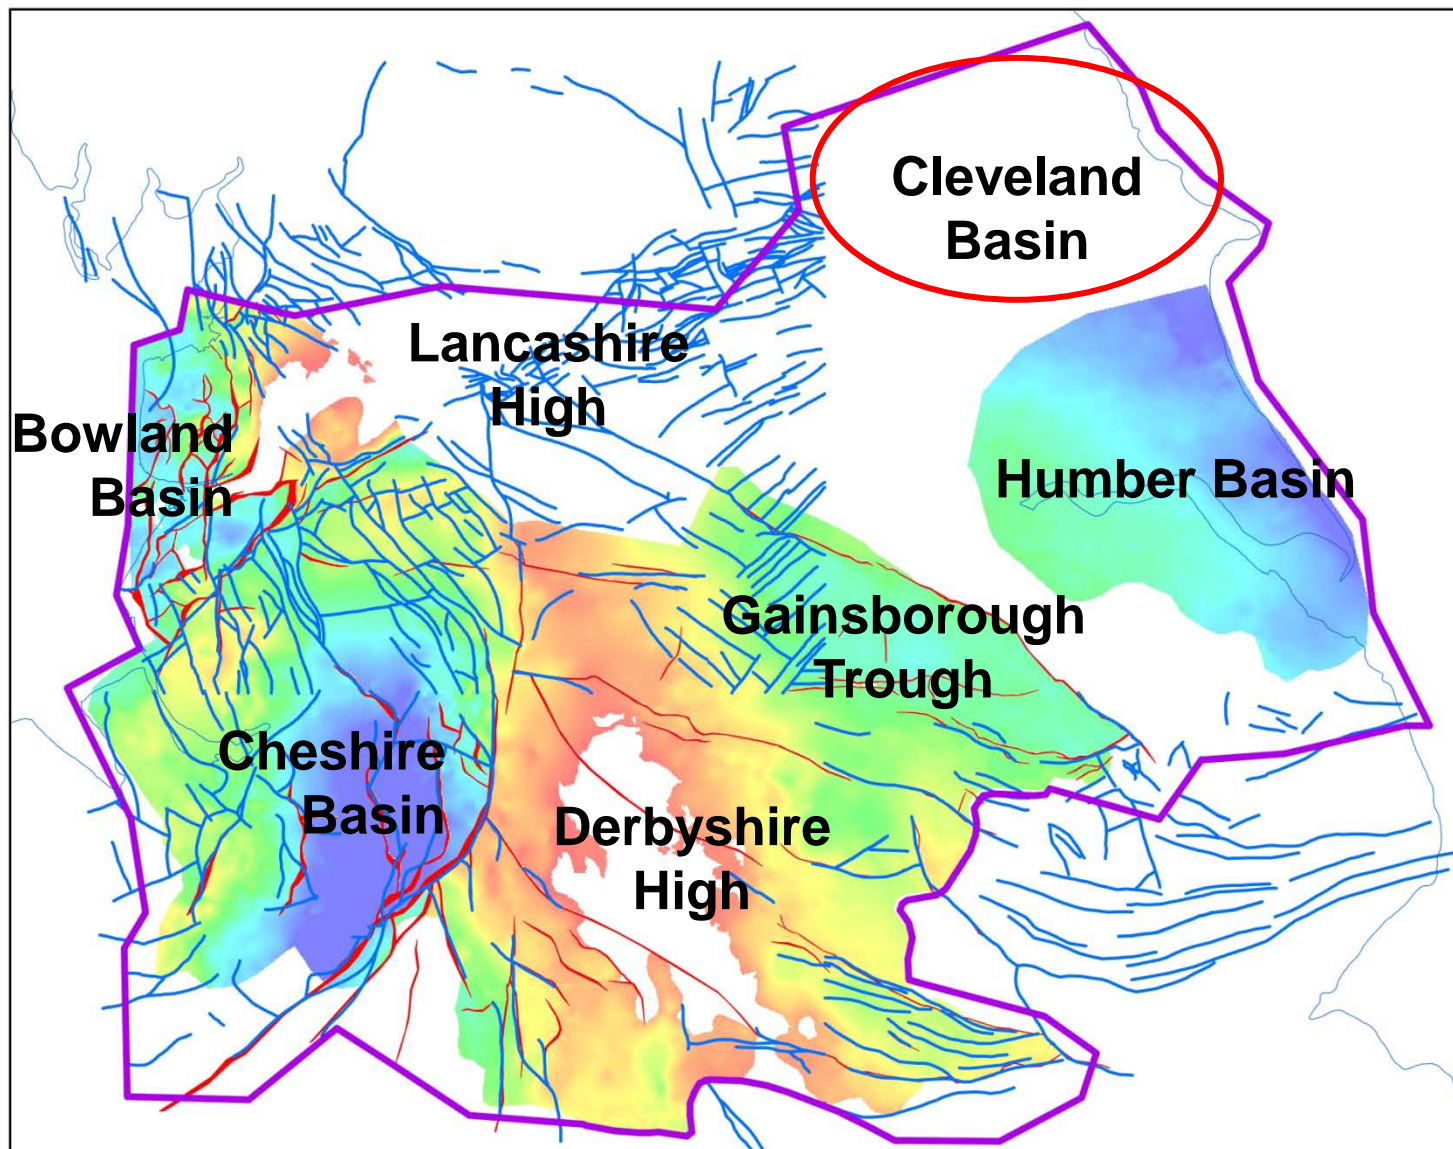 Cleveland
Basin
Lancashire
High
Bowland
Basin
Humber Basin
Gainsborough
Trough
Cheshire
Basin
Derbyshire
High